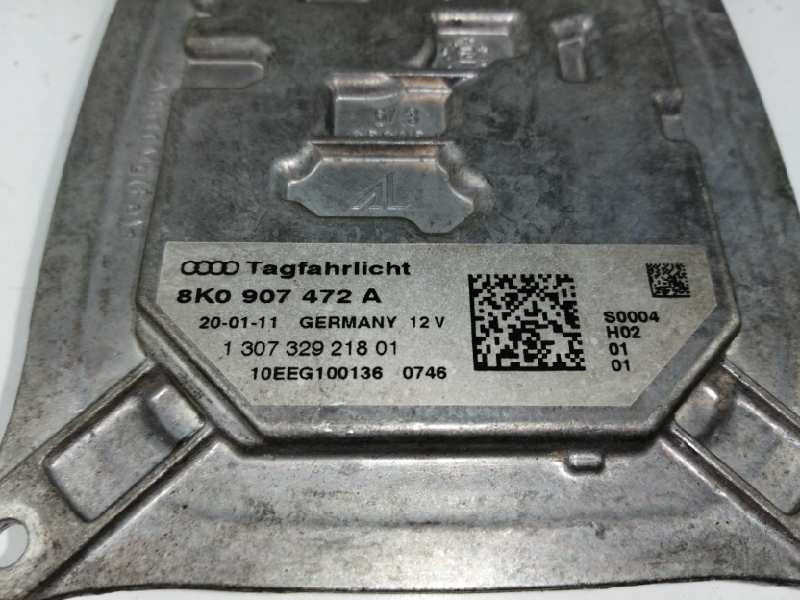 AL
Tagfahrlicht
8K0 907 472 A
20-01-11 GERMANY 12 V
1 307 329 218 01
10EEG100136 0746
S0004
H02
01
01